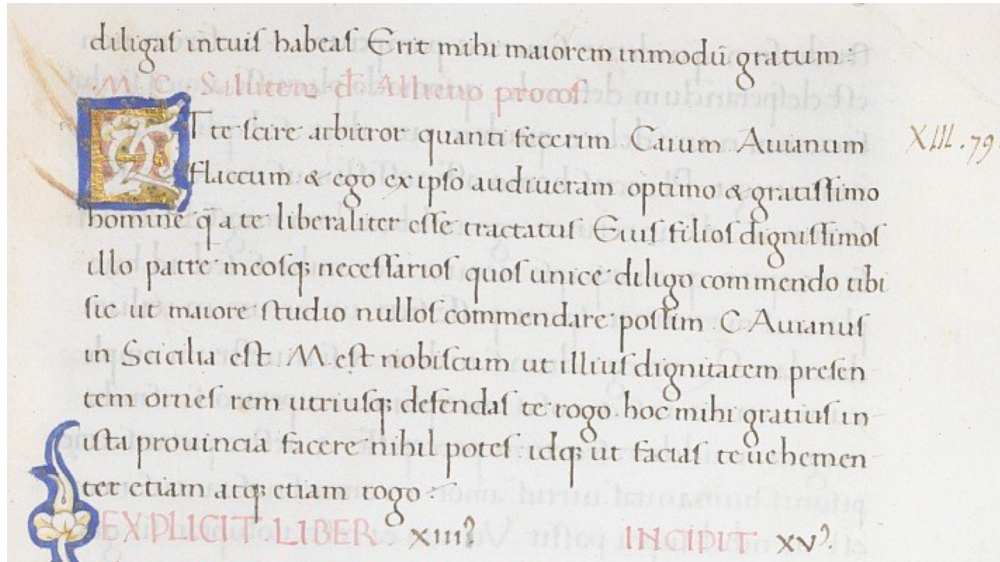 diligaſ in tuiſ habeaſ Erit mihi maiorem in modū gratum :
M. C. Salutem d. Allieno procoſ
ET te ſcire arbitror quanti fecerim Caium Auianum XIII. 79.
flaccum & ego ex ipſo audiueram optimo & gratiſſimo
homine q̄ a te liberaliter eſſe tractatuſ Eiuſ filioſ digniſſimoſ
illo patre meoſq; neceſſarioſ quoſ unice diligo commendo tibi
ſic ut maiore ſtudio nulloſ commendare poſſim C. Auianuſ
in Scicilia eſt. M eſt nobiſcum ut illiuſ dignitatem preſen
tem orneſ rem utriuſq; defendaſ te rogo. hoc mihi gratiuſ in
iſta prouincia facere nihil poteſ idq; ut faciaſ te uehemen
ter etiam atq; etiam rogo :
EXPLICIT LIBER xiii? INCIPIT xv?.